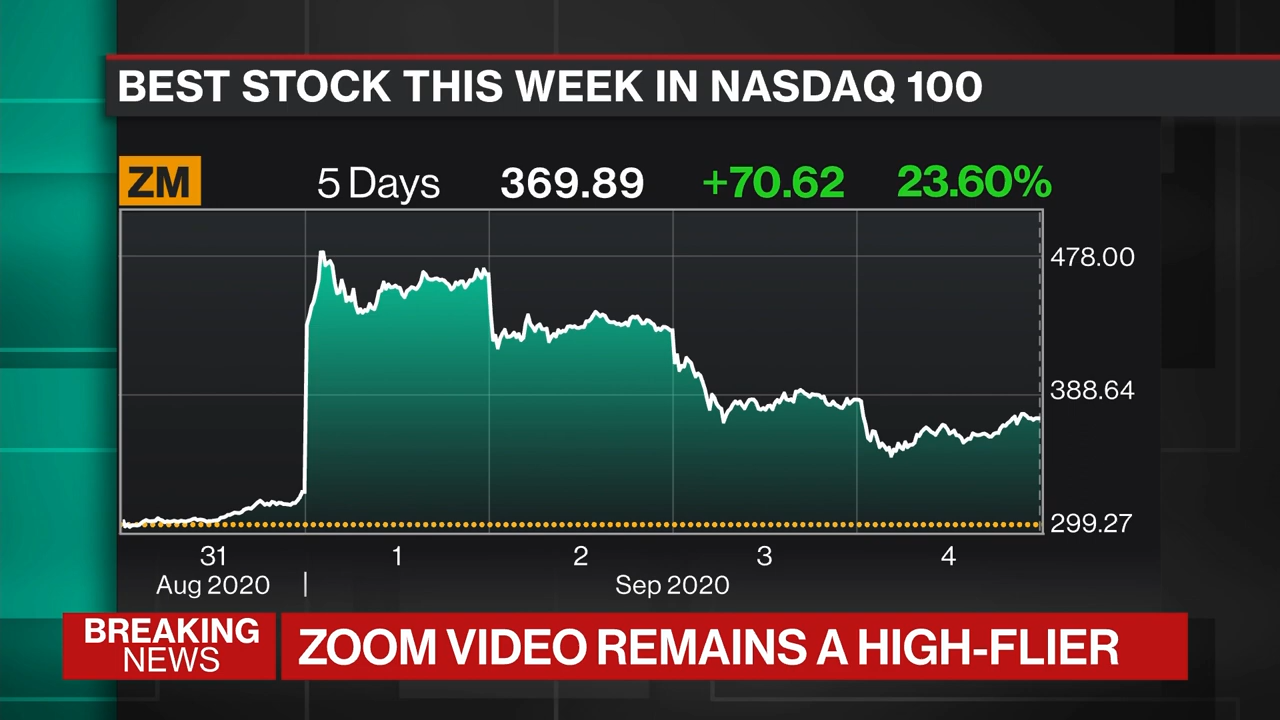 BEST STOCK THIS WEEK IN NASDAQ 100
ZM 5 Days 369.89 +70.62 23.60%
478.00
388.64
299.27
31 1 2 3 4
Aug 2020 | Sep 2020
BREAKING NEWS
ZOOM VIDEO REMAINS A HIGH-FLIER